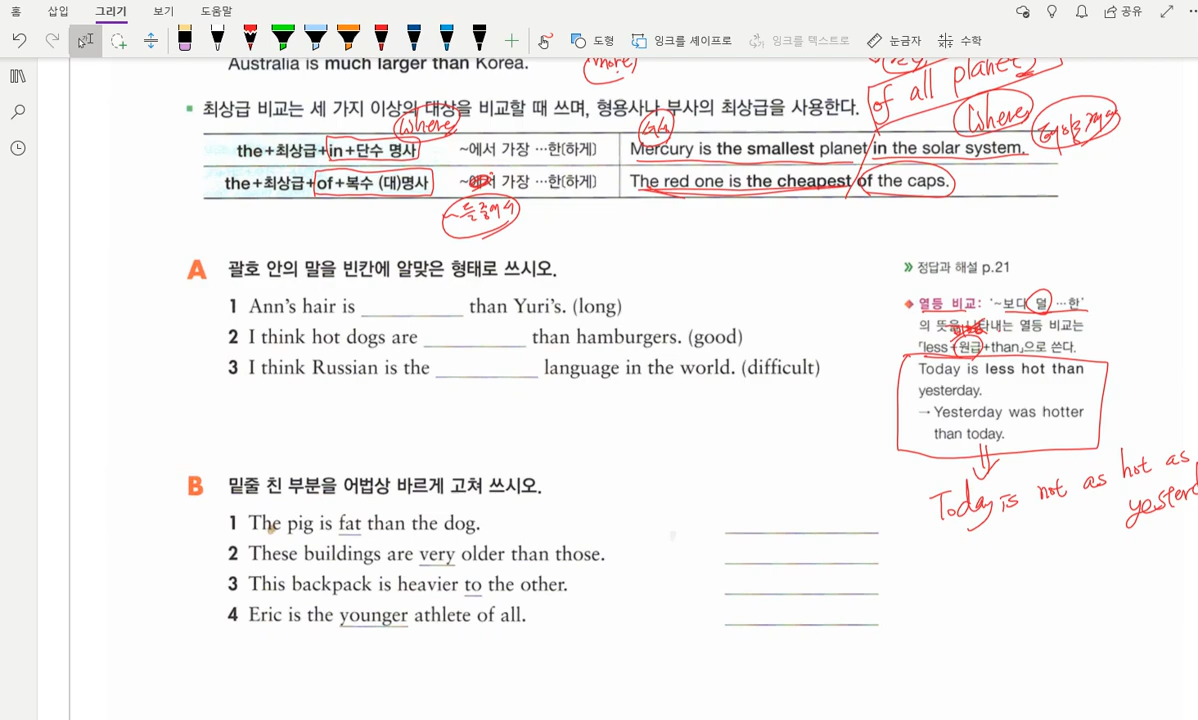 홈 삽입 그리기 보기 도움말 공유
도형 잉크를 셰이프로 잉크를 텍스트로 눈금자 수학
Australia is much larger than Korea.
more
of all planet
▪ 최상급 비교는 세 가지 이상의 대상을 비교할 때 쓰며, 형용사나 부사의 최상급을 사용한다.
where
where
the+최상급+in+단수 명사 ~에서 가장 …한[하게] Mercury is the smallest planet in the solar system.
the+최상급+of+복수 (대)명사 ~에서 가장 …한[하게] The red one is the cheapest of the caps.
~들 중에서
A 괄호 안의 말을 빈칸에 알맞은 형태로 쓰시오.
1 Ann's hair is ________ than Yuri's. (long)
2 I think hot dogs are ________ than hamburgers. (good)
3 I think Russian is the ________ language in the world. (difficult)
» 정답과 해설 p.21
◆ 열등 비교: '~보다 덜 …한'
의 뜻을 나타내는 열등 비교는
「less+원급+than」으로 쓴다.
Today is less hot than
yesterday.
→ Yesterday was hotter
than today.
Today is not as hot as
B 밑줄 친 부분을 어법상 바르게 고쳐 쓰시오.
1 The pig is fat than the dog.
2 These buildings are very older than those.
3 This backpack is heavier to the other.
4 Eric is the younger athlete of all.